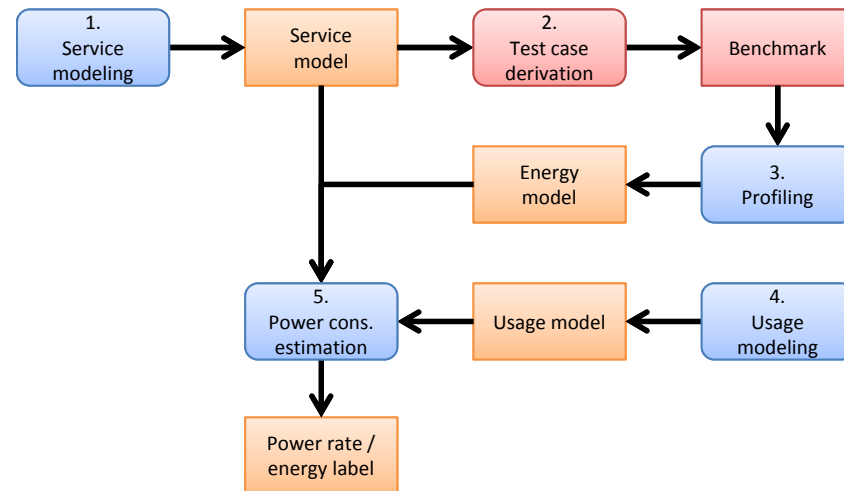 1.
Service
modeling
Service
model
2.
Test case
derivation
Benchmark
Energy
model
3.
Profiling
5.
Power cons.
estimation
Usage model
4.
Usage
modeling
Power rate /
energy label